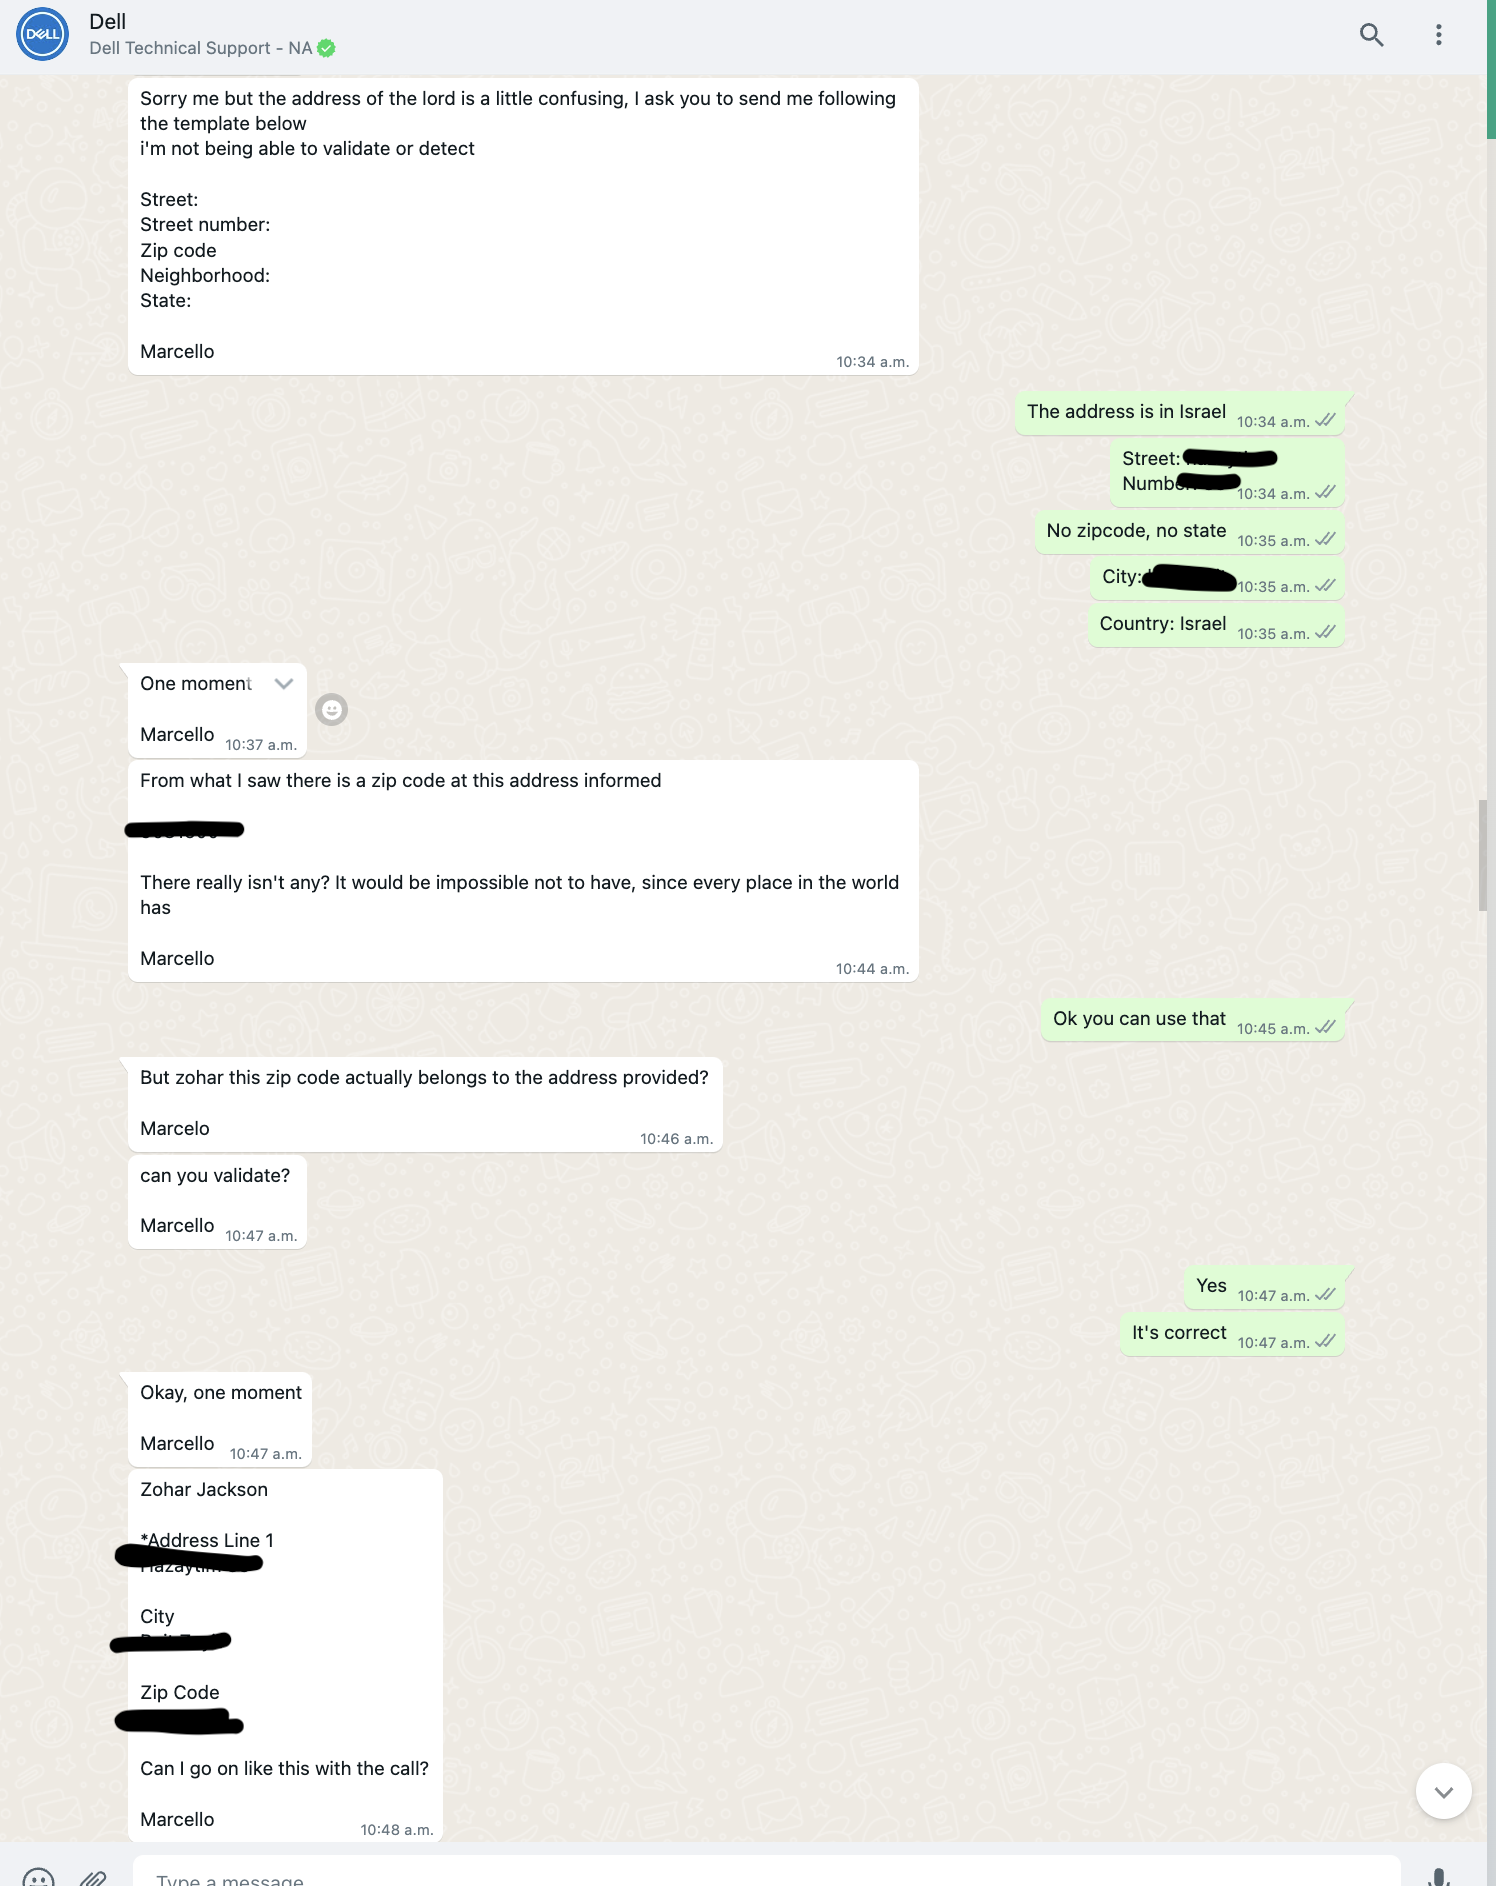 DELL
Dell
Dell Technical Support - NA
Sorry me but the address of the lord is a little confusing, I ask you to send me following
the template below
i'm not being able to validate or detect
Street:
Street number:
Zip code
Neighborhood:
State:
Marcello
10:34 a.m.
The address is in Israel
10:34 a.m.
Street:
10:34 a.m.
No zipcode, no state
10:35 a.m.
City:
10:35 a.m.
Country: Israel
10:35 a.m.
One moment
Marcello
10:37 a.m.
From what I saw there is a zip code at this address informed
There really isn't any? It would be impossible not to have, since every place in the world
has
Marcello
10:44 a.m.
Ok you can use that
10:45 a.m.
But zohar this zip code actually belongs to the address provided?
Marcelo
10:46 a.m.
can you validate?
Marcello
10:47 a.m.
Yes
10:47 a.m.
It's correct
10:47 a.m.
Okay, one moment
Marcello
10:47 a.m.
Zohar Jackson
*Address Line 1
City
Zip Code
Can I go on like this with the call?
Marcello
10:48 a.m.
Type a message